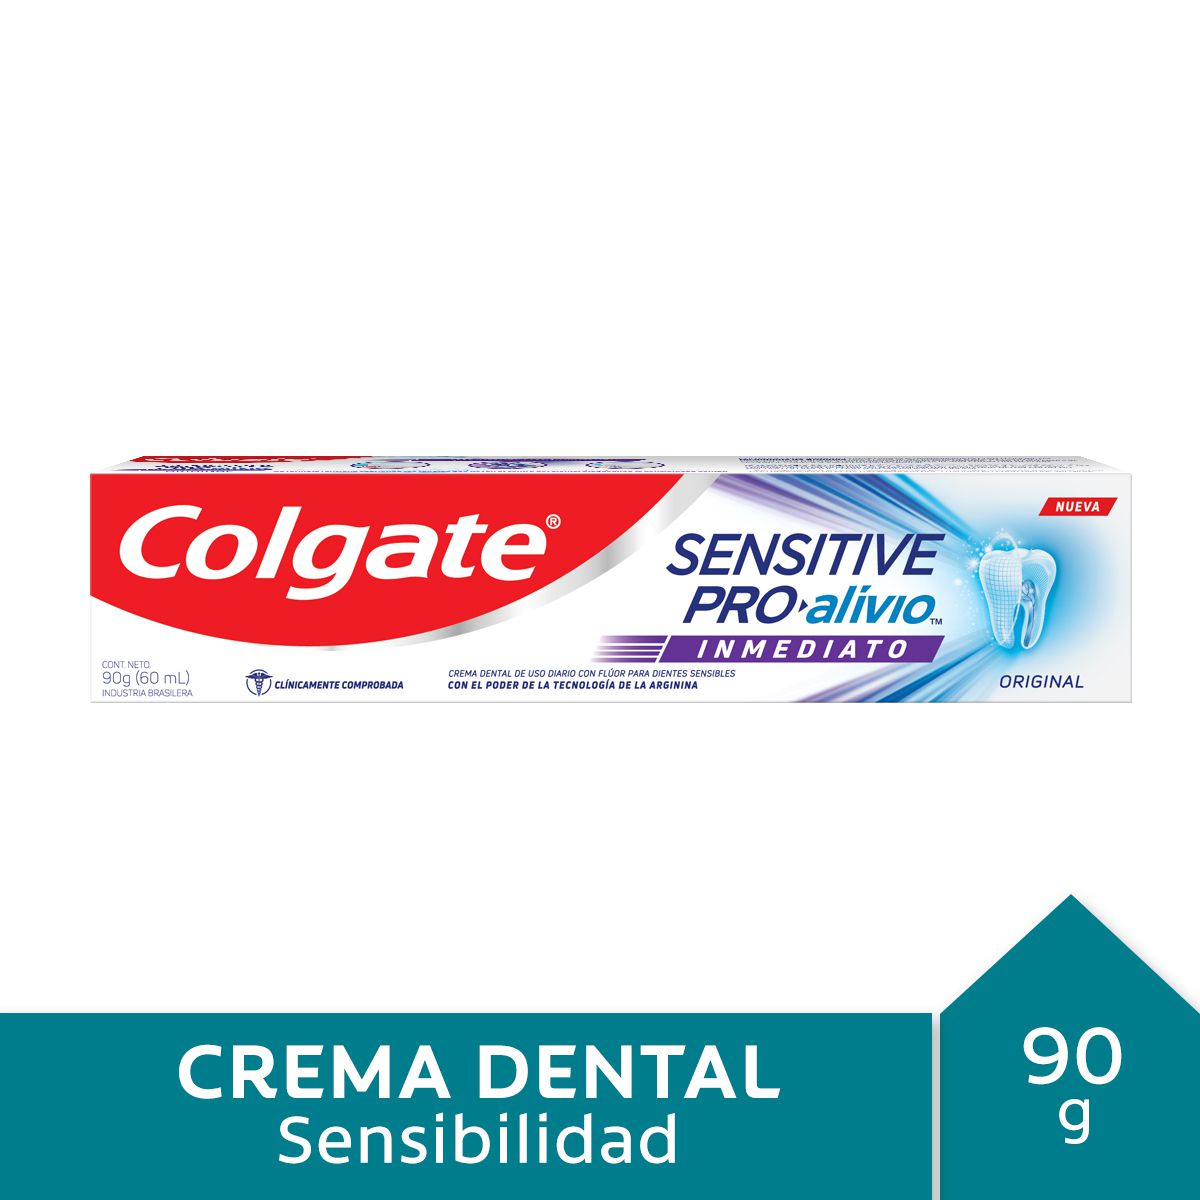 Colgate®
SENSITIVE
PRO▸alívio™
INMEDIATO
NUEVA
CONT. NETO.
90g (60 mL)
INDUSTRIA BRASILERA
CLÍNICAMENTE COMPROBADA
CREMA DENTAL DE USO DIARIO CON FLÚOR PARA DIENTES SENSIBLES
CON EL PODER DE LA TECNOLOGÍA DE LA ARGININA
ORIGINAL
CREMA DENTAL
Sensibilidad
90
g